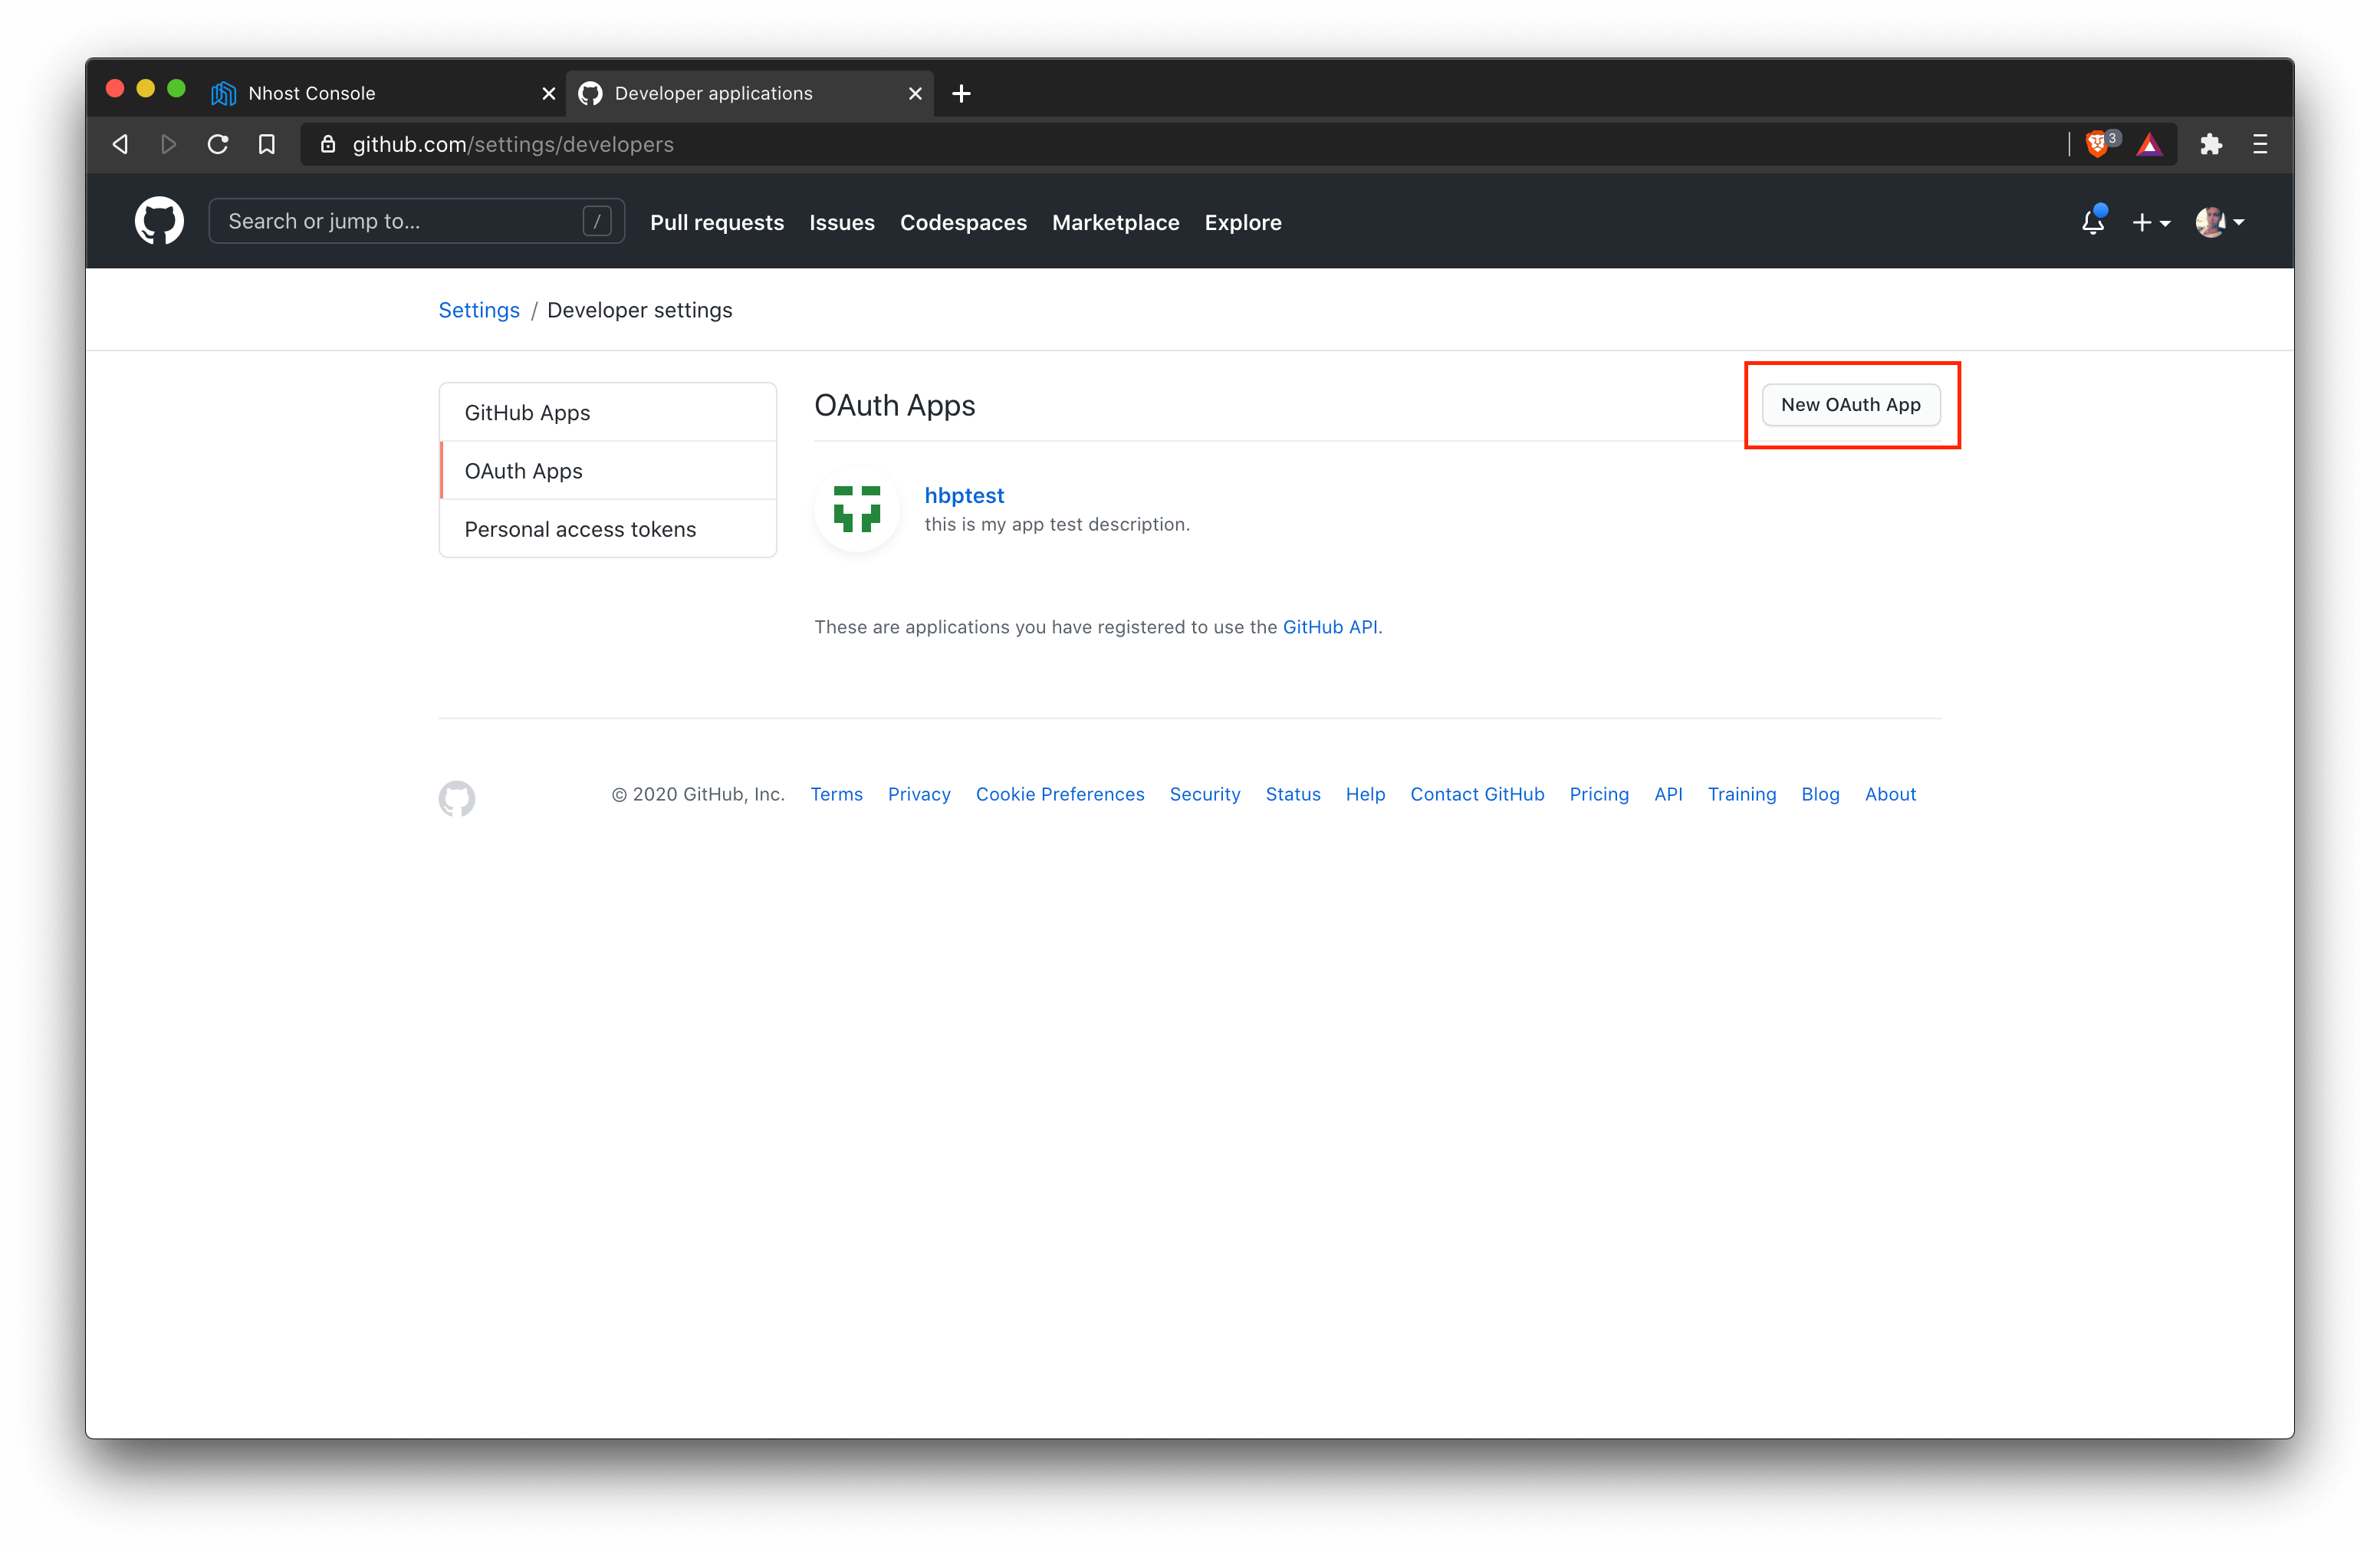 Nhost Console
Developer applications
github.com/settings/developers
3
Search or jump to... /
Pull requests Issues Codespaces Marketplace Explore
Settings / Developer settings
GitHub Apps
OAuth Apps
Personal access tokens
OAuth Apps
New OAuth App
hbptest
this is my app test description.
These are applications you have registered to use the GitHub API.
© 2020 GitHub, Inc. Terms Privacy Cookie Preferences Security Status Help Contact GitHub Pricing API Training Blog About